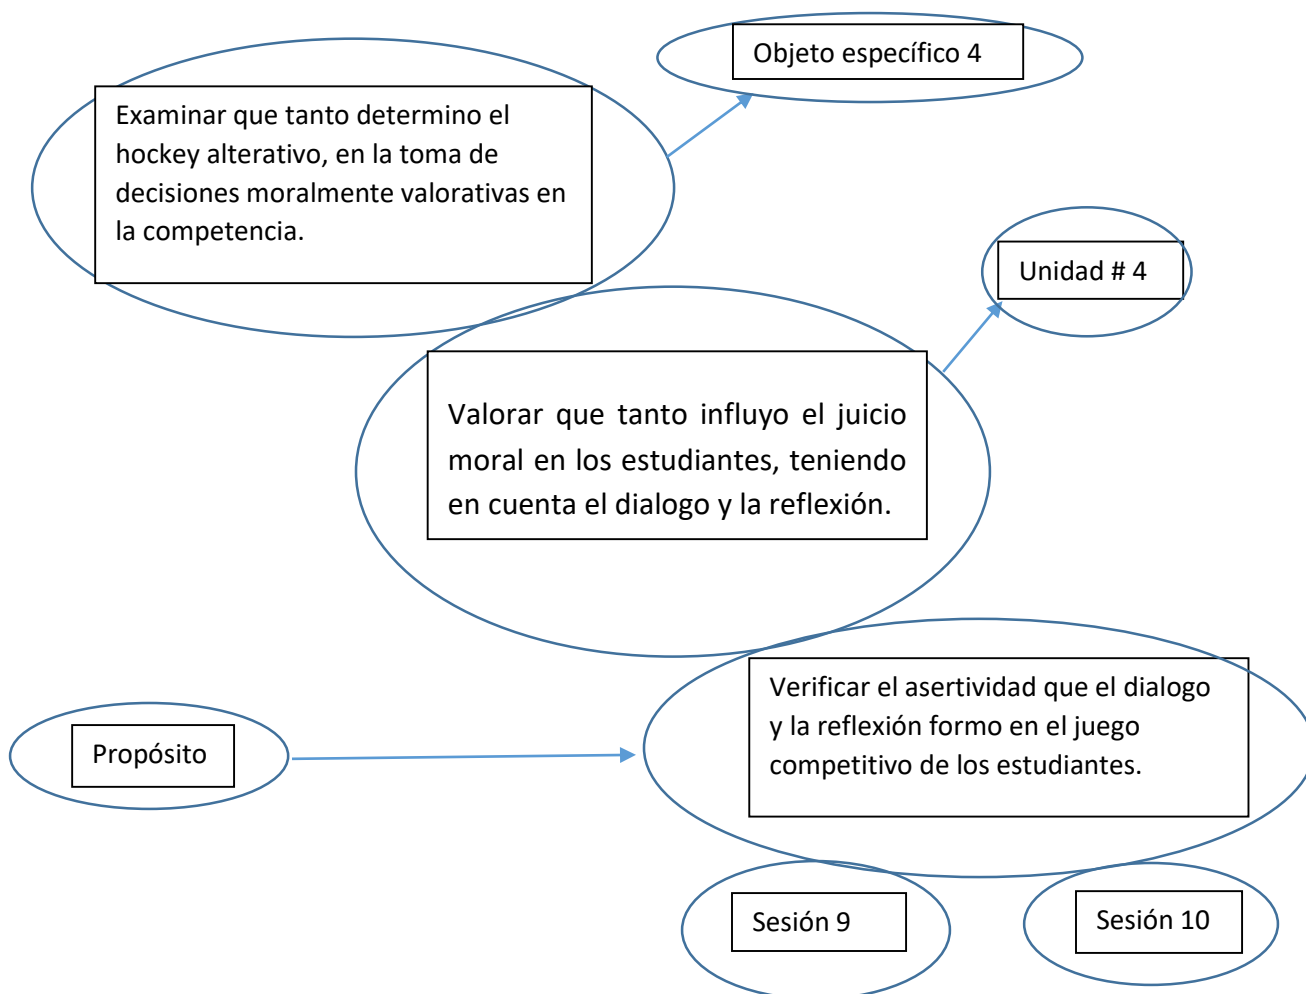 Objeto específico 4
Examinar que tanto determino el
hockey alterativo, en la toma de
decisiones moralmente valorativas en
la competencia.
Unidad # 4
Valorar que tanto influyo el juicio
moral en los estudiantes, teniendo
en cuenta el dialogo y la reflexión.
Verificar el asertividad que el dialogo
y la reflexión formo en el juego
competitivo de los estudiantes.
Propósito
Sesión 9
Sesión 10